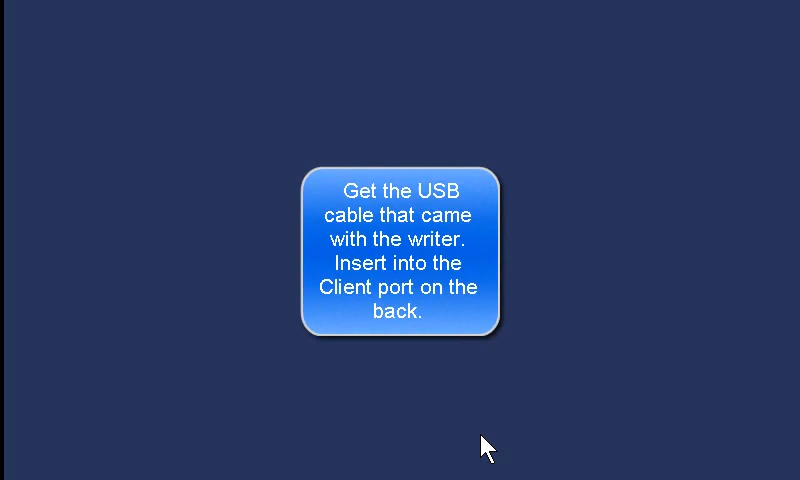 Get the USB
cable that came
with the writer.
Insert into the
Client port on the
back.